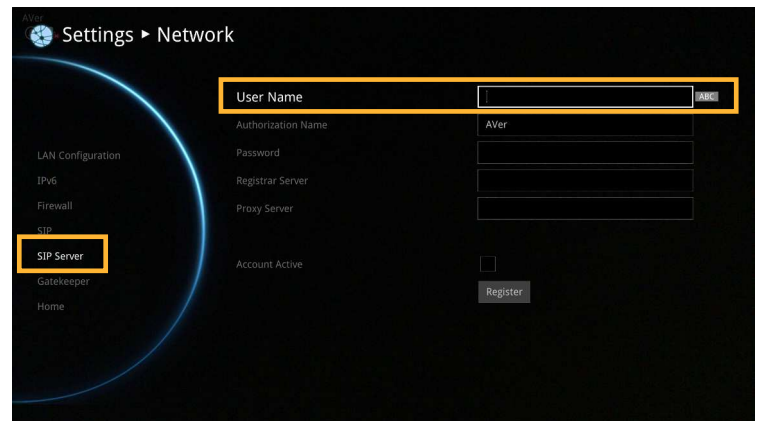 AVer
Settings ► Network
User Name
ABC
Authorization Name
AVer
Password
Registrar Server
Proxy Server
Account Active
Register
LAN Configuration
IPv6
Firewall
SIP
SIP Server
Gatekeeper
Home